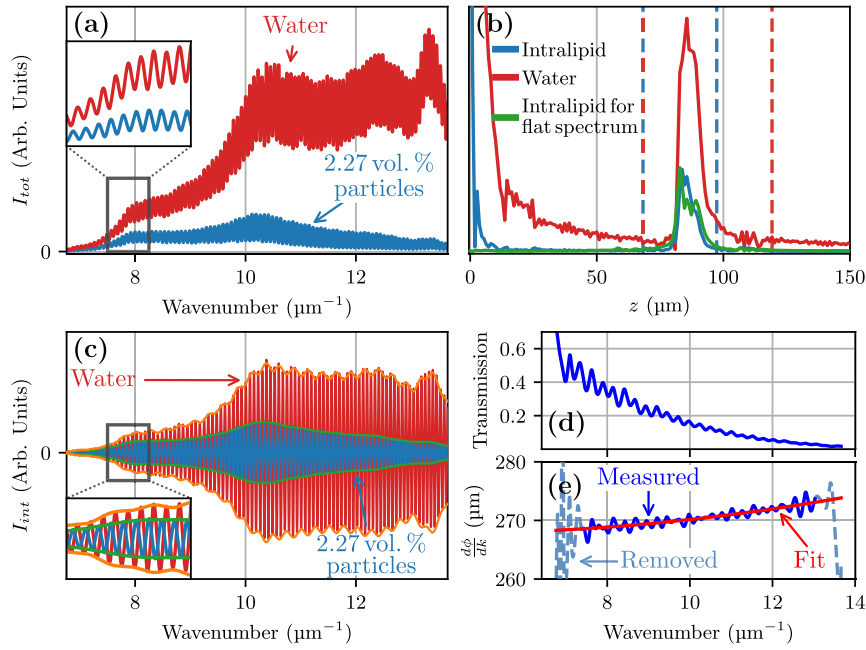 (a)
Water
2.27 vol. %
particles
I_tot (Arb. Units)
0
8
10
12
Wavenumber (µm⁻¹)
(b)
Intralipid
Water
Intralipid for
flat spectrum
0
50
100
150
z (µm)
(c)
Water
2.27 vol. %
particles
I_int (Arb. Units)
0
8
10
12
Wavenumber (µm⁻¹)
(d)
Transmission
0.6
0.4
0.2
(e)
Measured
Removed
Fit
dϕ/dk (µm)
280
270
260
8
10
12
14
Wavenumber (µm⁻¹)